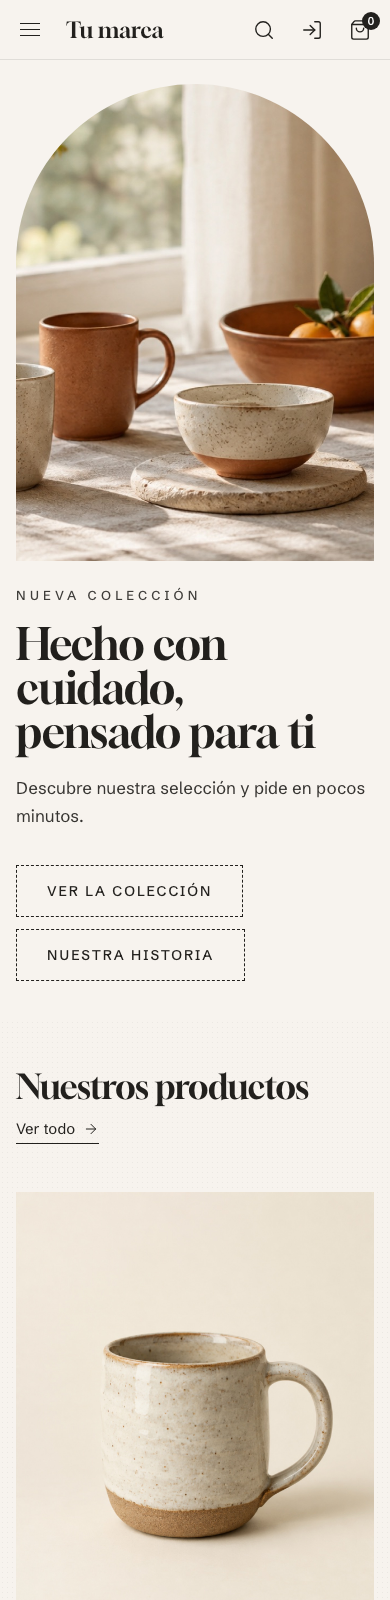 Tu marca
0
NUEVA COLECCIÓN
Hecho con
cuidado,
pensado para ti
Descubre nuestra selección y pide en pocos
minutos.
VER LA COLECCIÓN
NUESTRA HISTORIA
Nuestros productos
Ver todo